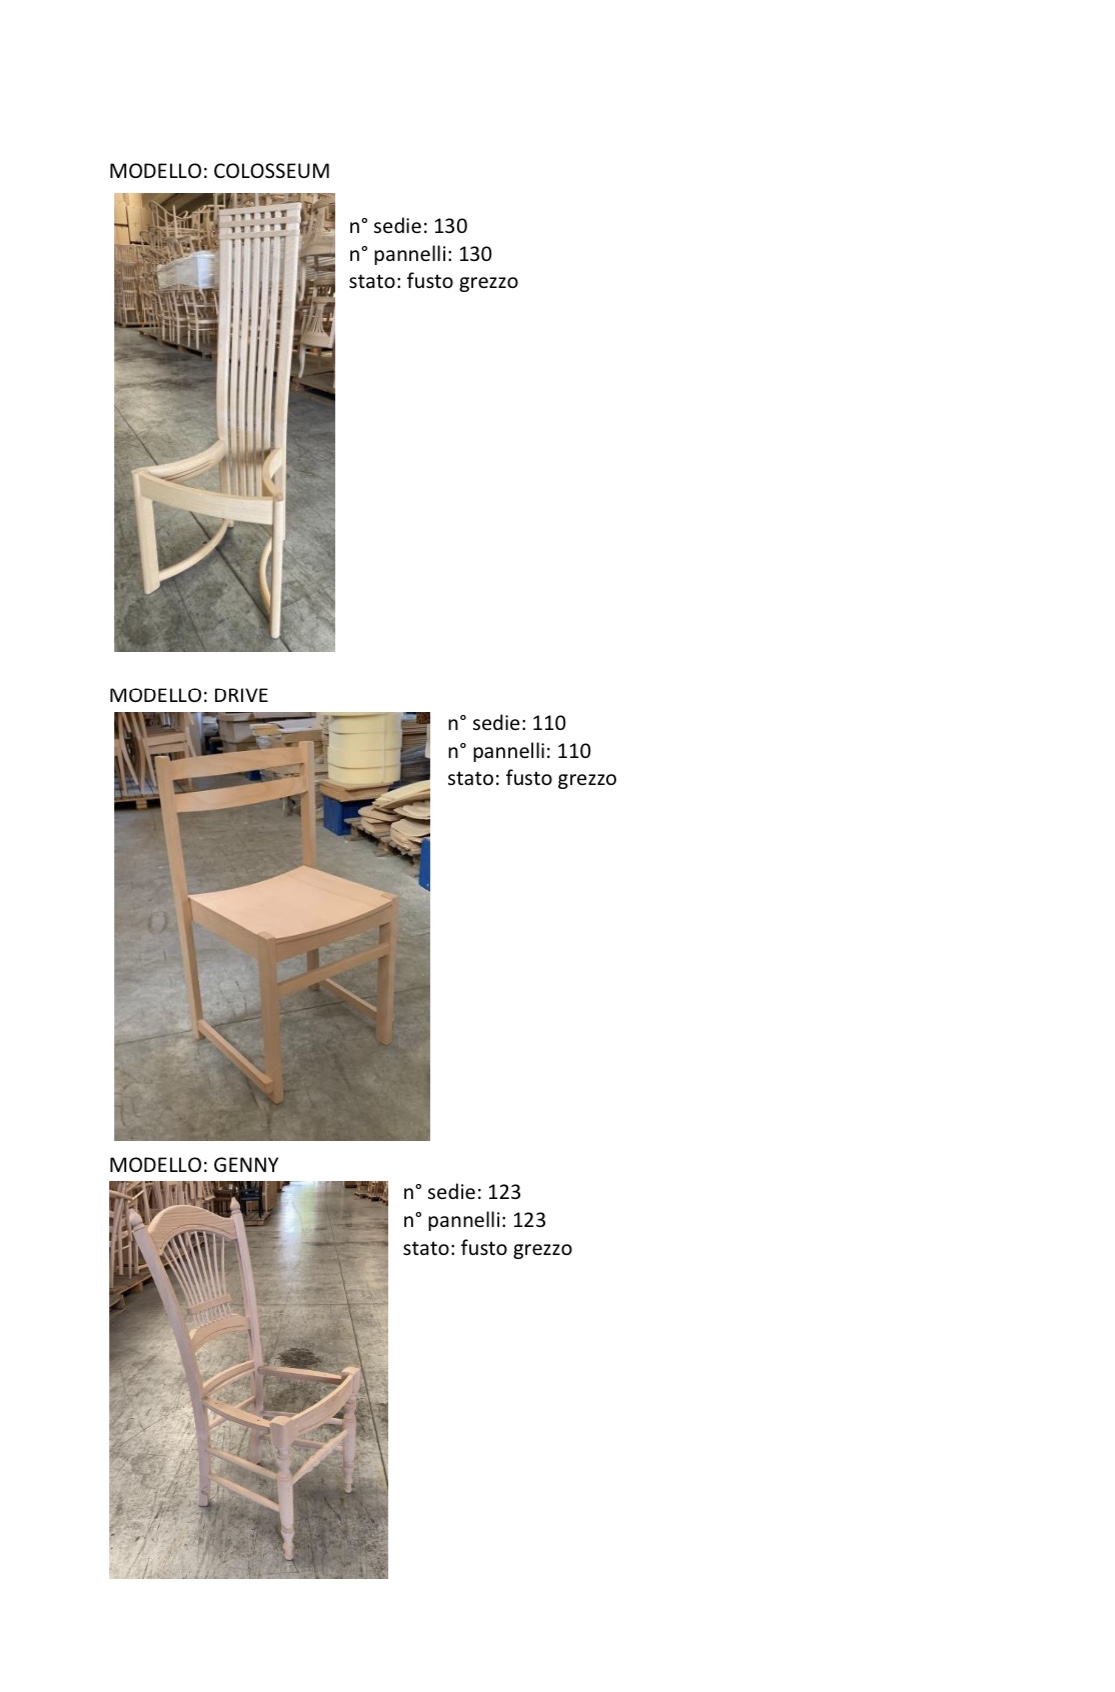 MODELLO: COLOSSEUM
n° sedie: 130
n° pannelli: 130
stato: fusto grezzo
MODELLO: DRIVE
n° sedie: 110
n° pannelli: 110
stato: fusto grezzo
MODELLO: GENNY
n° sedie: 123
n° pannelli: 123
stato: fusto grezzo